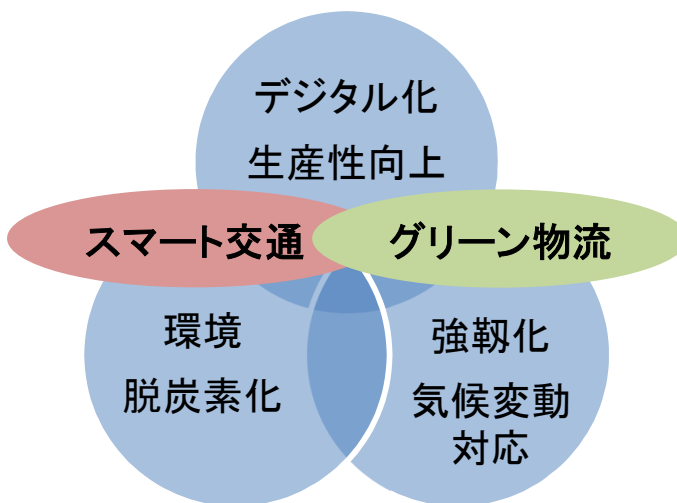 デジタル化
生産性向上
スマート交通
グリーン物流
環境
脱炭素化
強靱化
気候変動
対応